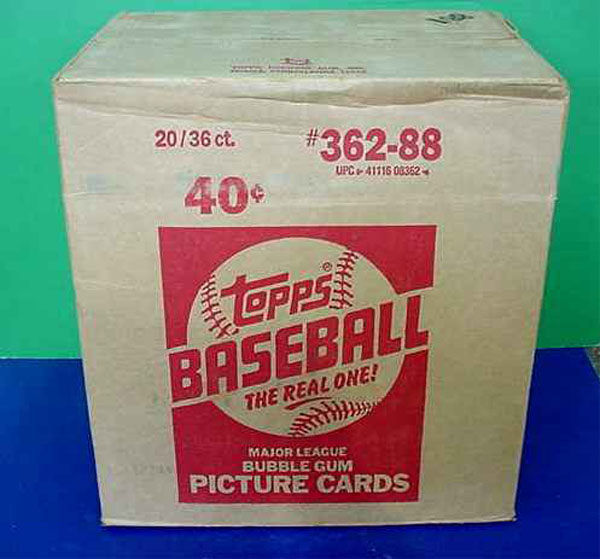 20/36 ct.
#362-88
UPC 41116 08362
40¢
topps®
BASEBALL
THE REAL ONE!
MAJOR LEAGUE
BUBBLE GUM
PICTURE CARDS